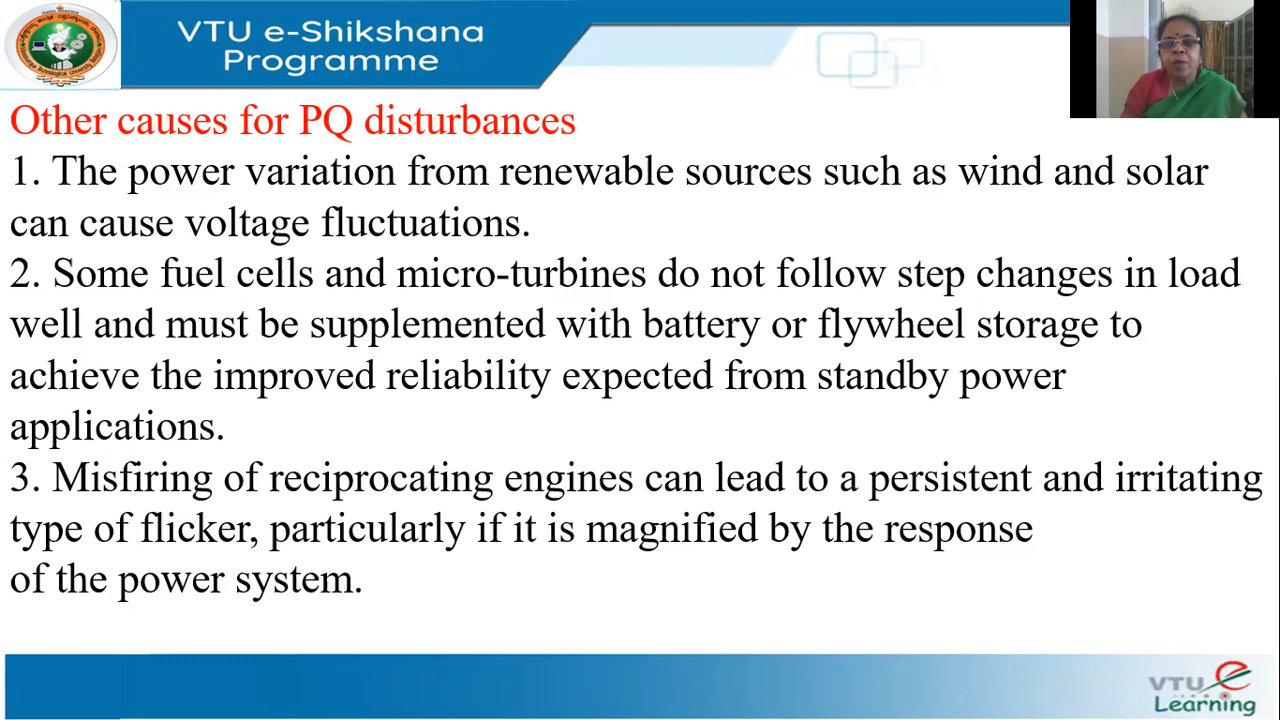 VTU e-Shikshana
Programme
Other causes for PQ disturbances
1. The power variation from renewable sources such as wind and solar
can cause voltage fluctuations.
2. Some fuel cells and micro-turbines do not follow step changes in load
well and must be supplemented with battery or flywheel storage to
achieve the improved reliability expected from standby power
applications.
3. Misfiring of reciprocating engines can lead to a persistent and irritating
type of flicker, particularly if it is magnified by the response
of the power system.
VTU e
Learning